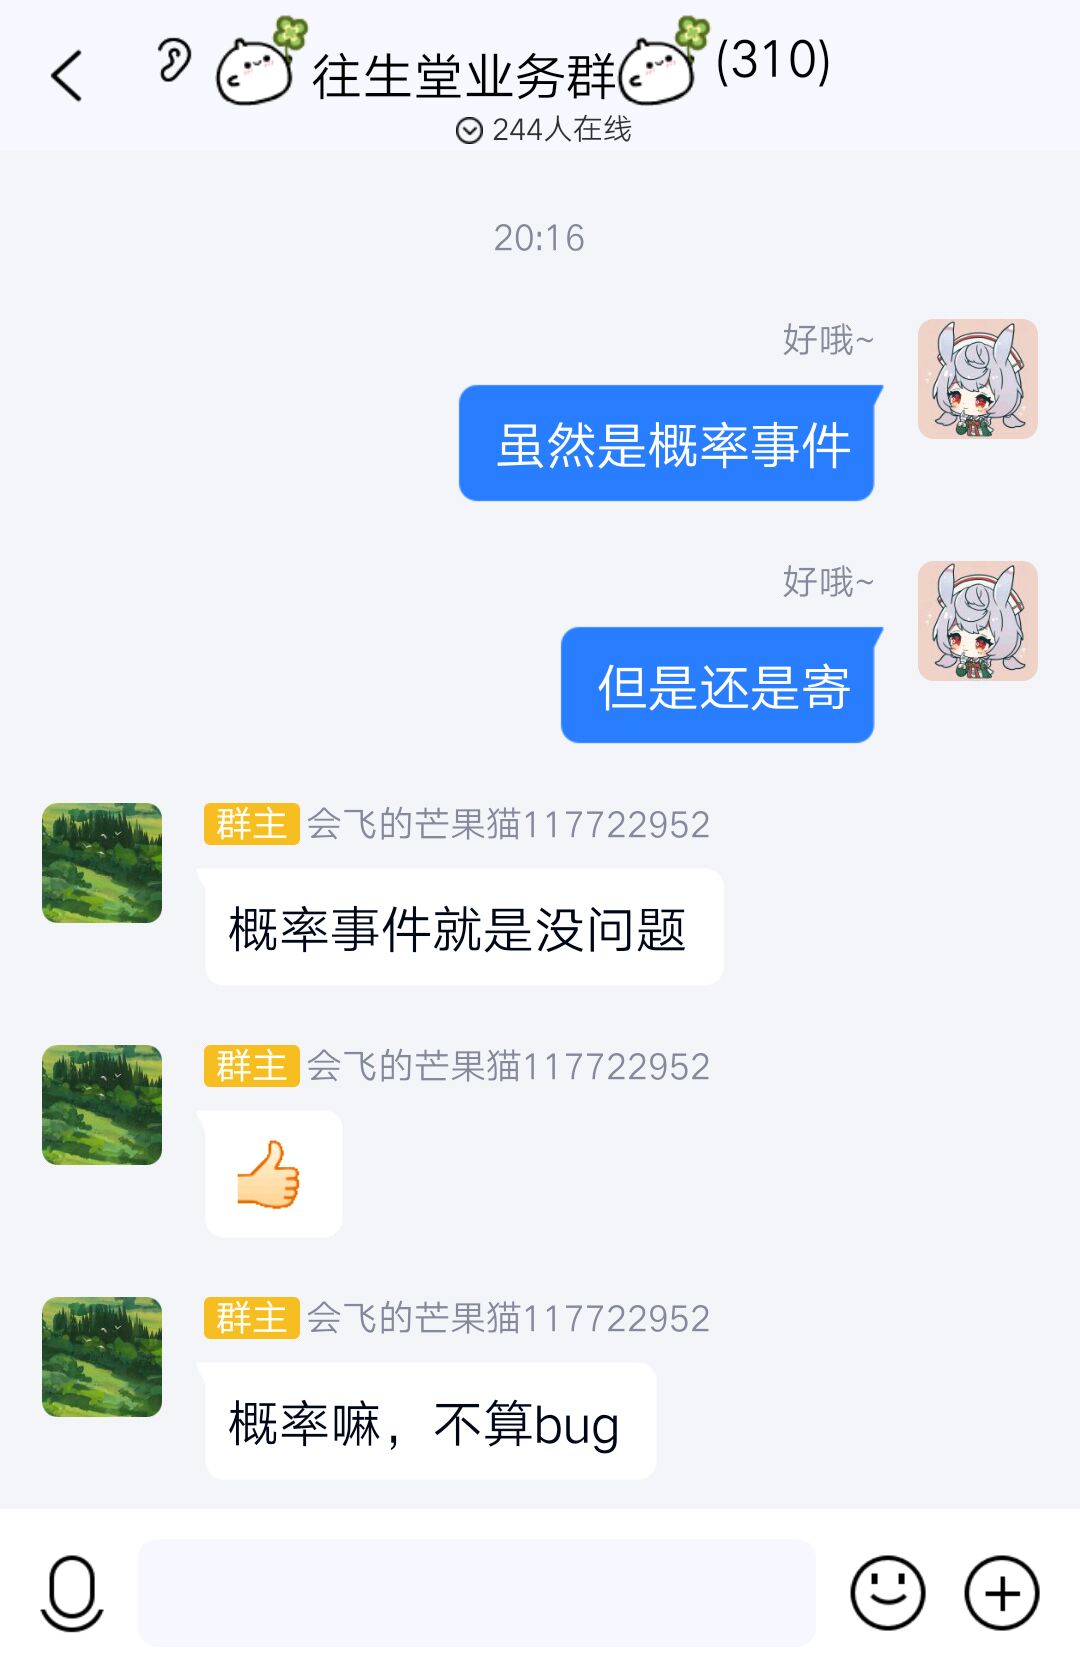 往生堂业务群(310)
244人在线
20:16
好哦~
虽然是概率事件
好哦~
但是还是寄
群主 会飞的芒果猫117722952
概率事件就是没问题
群主 会飞的芒果猫117722952
群主 会飞的芒果猫117722952
概率嘛，不算bug